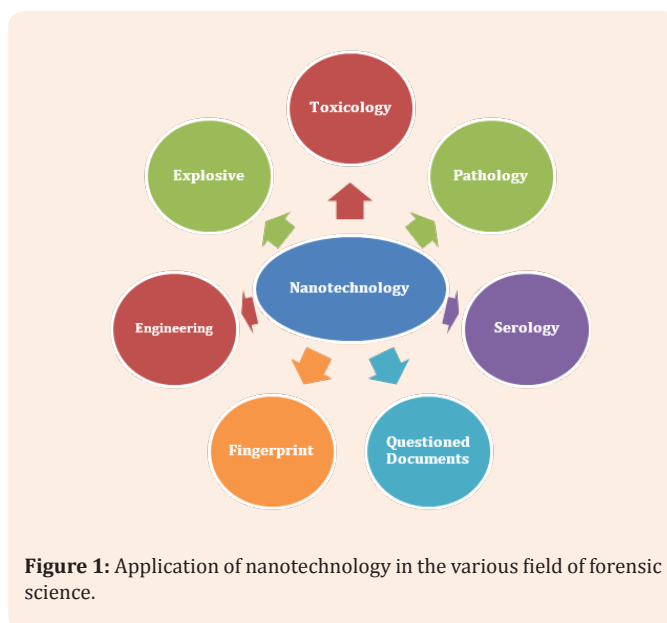 Toxicology
Explosive
Pathology
Nanotechnology
Engineering
Serology
Fingerprint
Questioned
Documents
Figure 1: Application of nanotechnology in the various field of forensic
science.